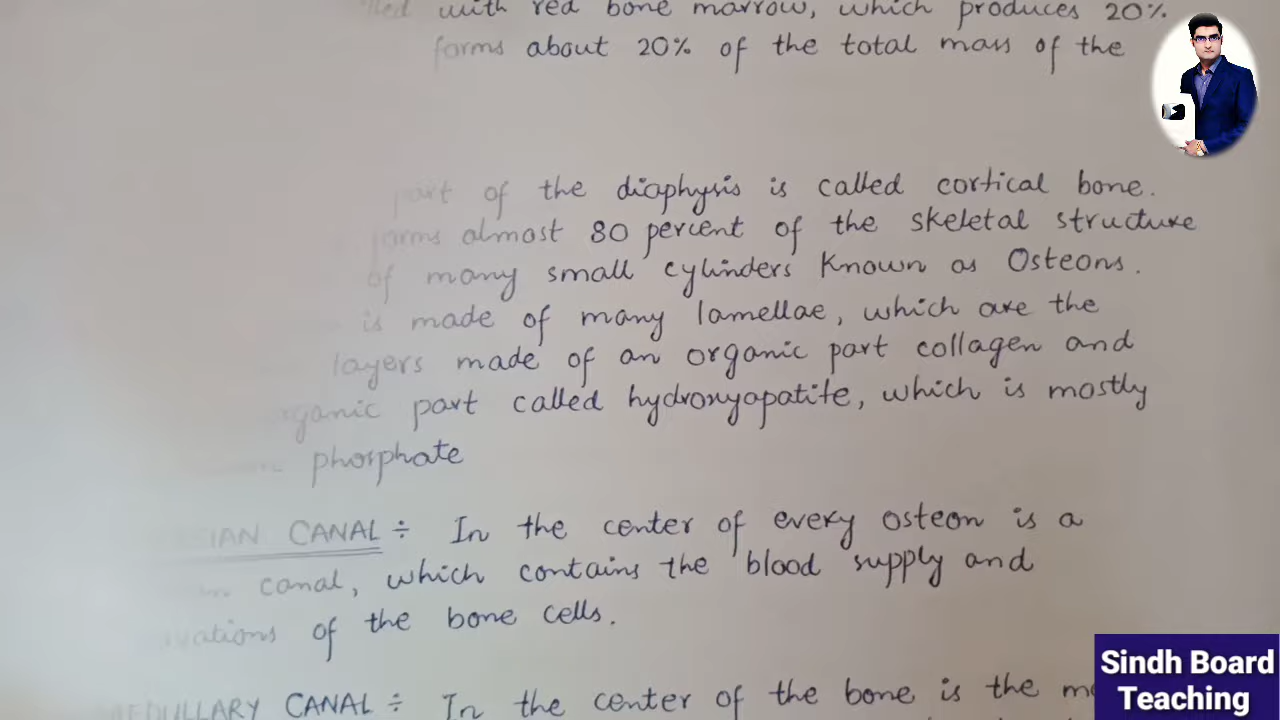 with red bone marrow, which produces 20%
forms about 20% of the total mass of the
part of the diaphysis is called cortical bone.
forms almost 80 percent of the skeletal structure
of many small cylinders known as Osteons.
is made of many lamellae, which are the
layers made of an organic part collagen and
part called hydroxyapatite, which is mostly
phosphate
CANAL ÷ In the center of every osteon is a
canal, which contains the blood supply and
of the bone cells.
MEDULLARY CANAL ÷ In the center of the bone is the
Sindh Board
Teaching